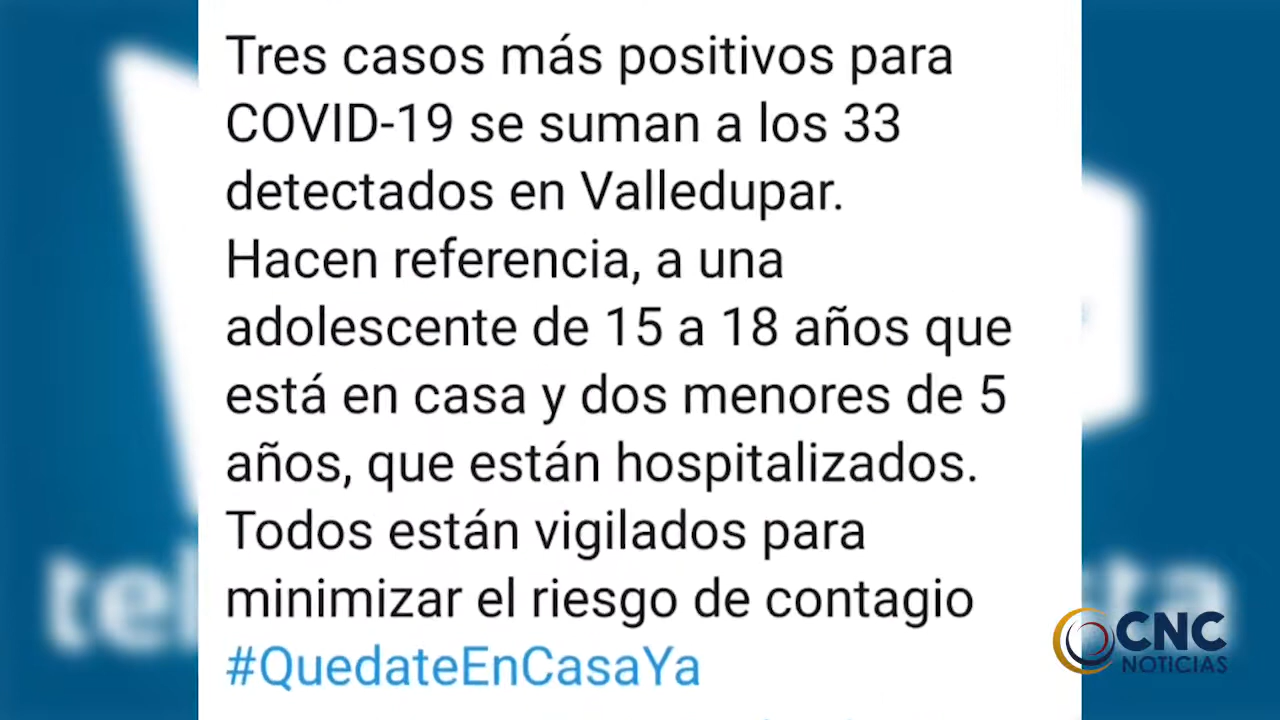 Tres casos más positivos para
COVID-19 se suman a los 33
detectados en Valledupar.
Hacen referencia, a una
adolescente de 15 a 18 años que
está en casa y dos menores de 5
años, que están hospitalizados.
Todos están vigilados para
minimizar el riesgo de contagio
#QuedateEnCasaYa
CNC
NOTICIAS